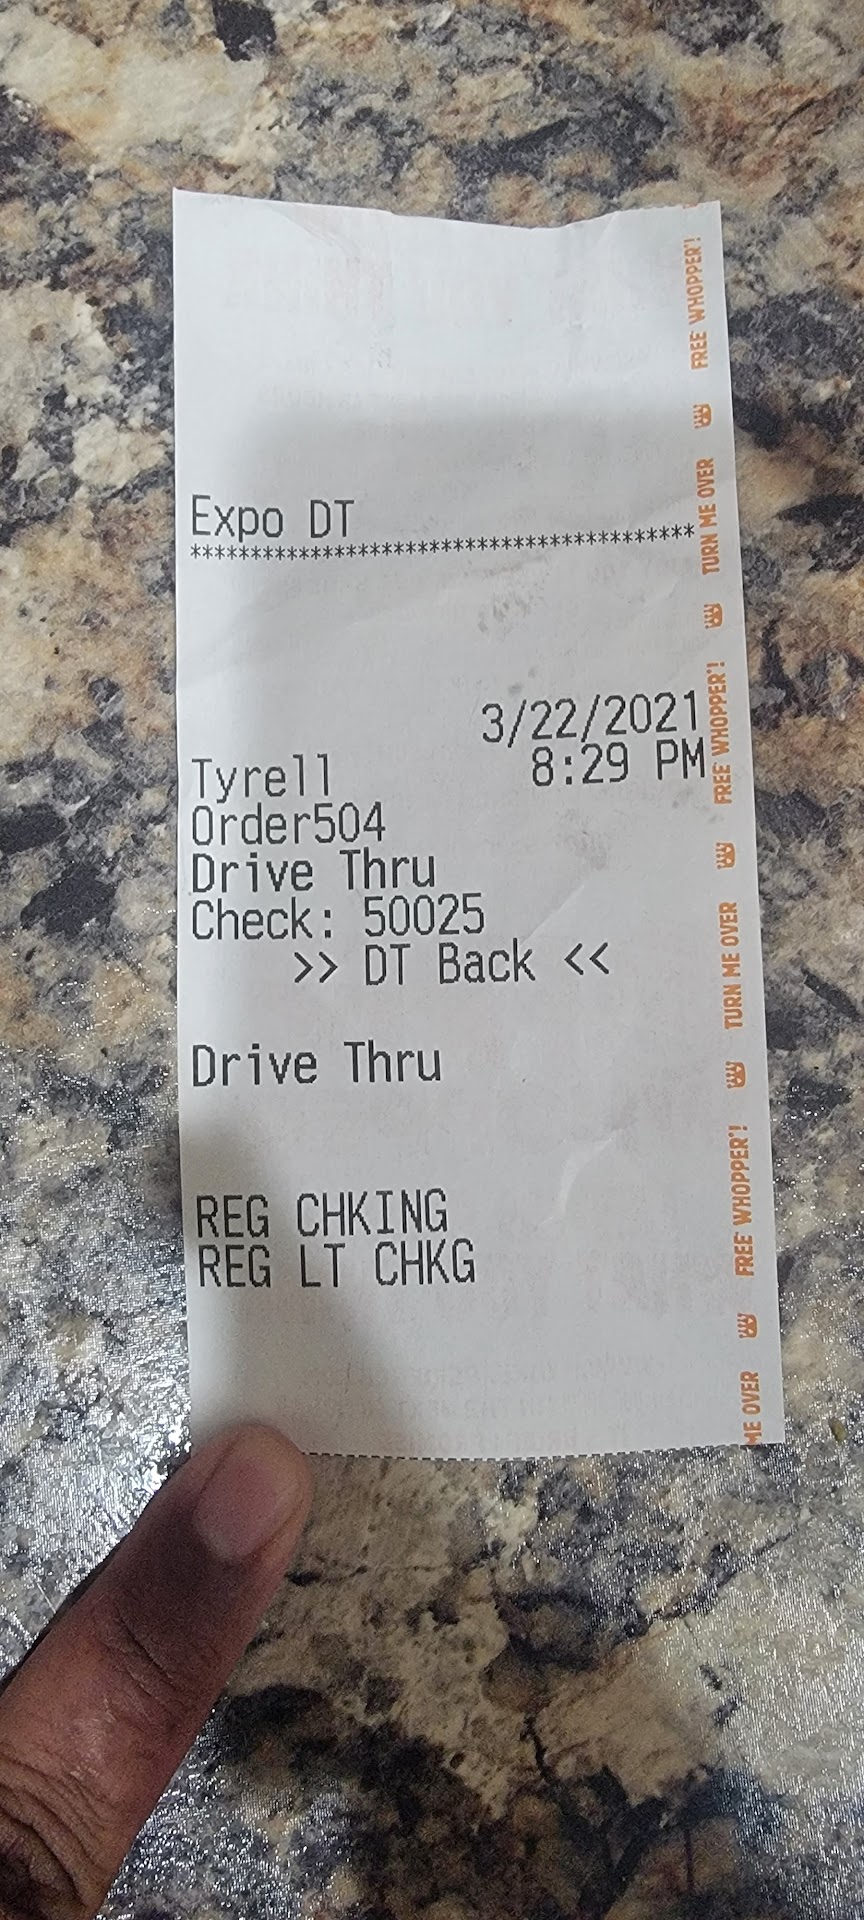 Expo DT
*****************************************
3/22/2021
Tyrell 8:29 PM
Order504
Drive Thru
Check: 50025
>> DT Back <<
Drive Thru
REG CHKING
REG LT CHKG
FREE WHOPPER!
TURN ME OVER
FREE WHOPPER!
TURN ME OVER
FREE WHOPPER!
ME OVER